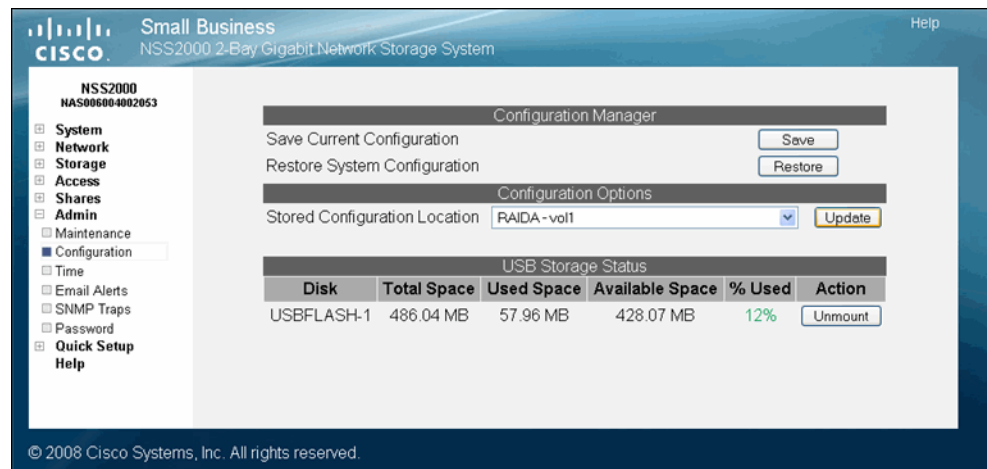 Small Business
Help
CISCO
NSS2000 2-Bay Gigabit Network Storage System
NSS2000
NAS006004002053
System
Network
Storage
Access
Shares
Admin
Maintenance
Configuration
Time
Email Alerts
SNMP Traps
Password
Quick Setup
Help
Configuration Manager
Save Current Configuration Save
Restore System Configuration Restore
Configuration Options
Stored Configuration Location RAIDA-vol1 Update
USB Storage Status
Disk Total Space Used Space Available Space % Used Action
USBFLASH-1 486.04 MB 57.96 MB 428.07 MB 12% Unmount
© 2008 Cisco Systems, Inc. All rights reserved.